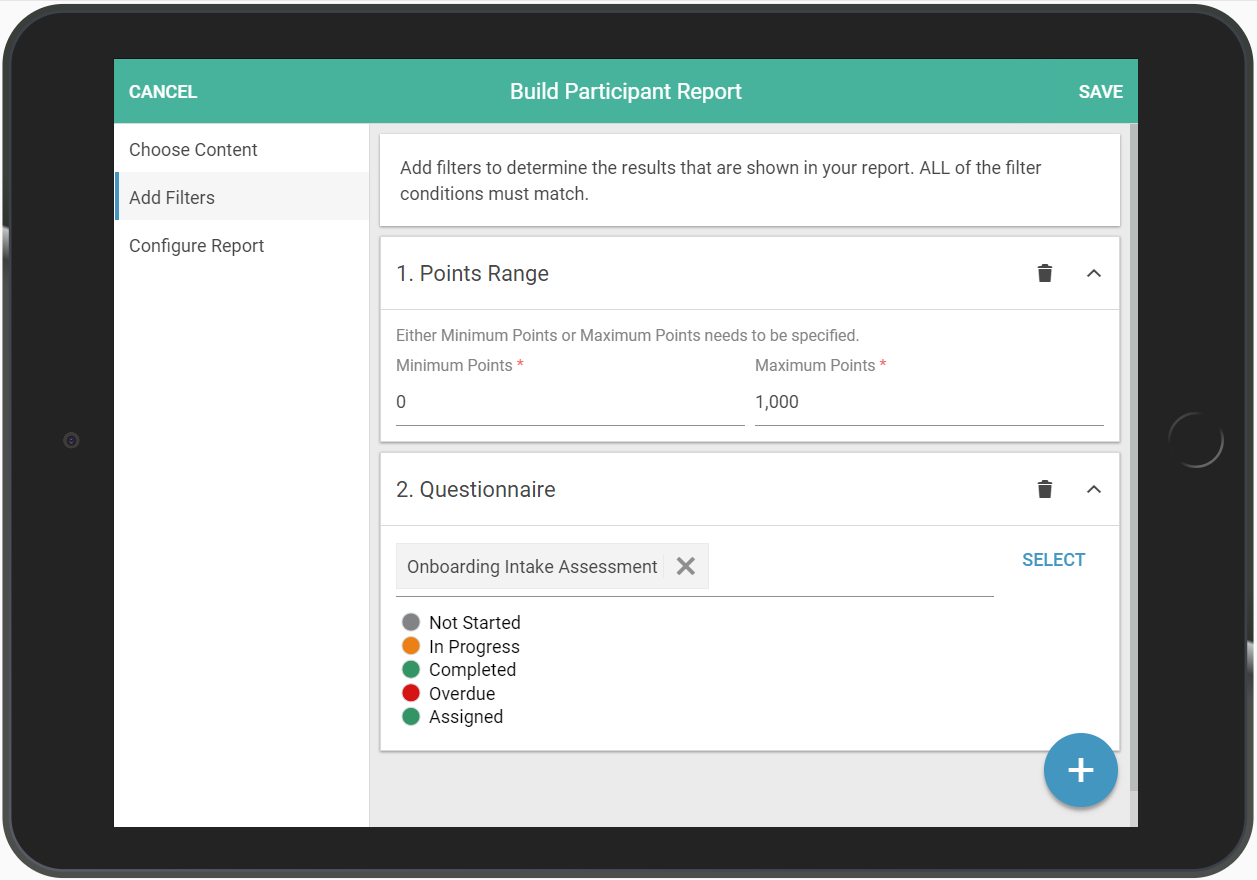 CANCEL
Build Participant Report
SAVE
Choose Content
Add Filters
Configure Report
Add filters to determine the results that are shown in your report. ALL of the filter
conditions must match.
1. Points Range
Either Minimum Points or Maximum Points needs to be specified.
Minimum Points *
Maximum Points *
0
1,000
2. Questionnaire
Onboarding Intake Assessment
SELECT
Not Started
In Progress
Completed
Overdue
Assigned